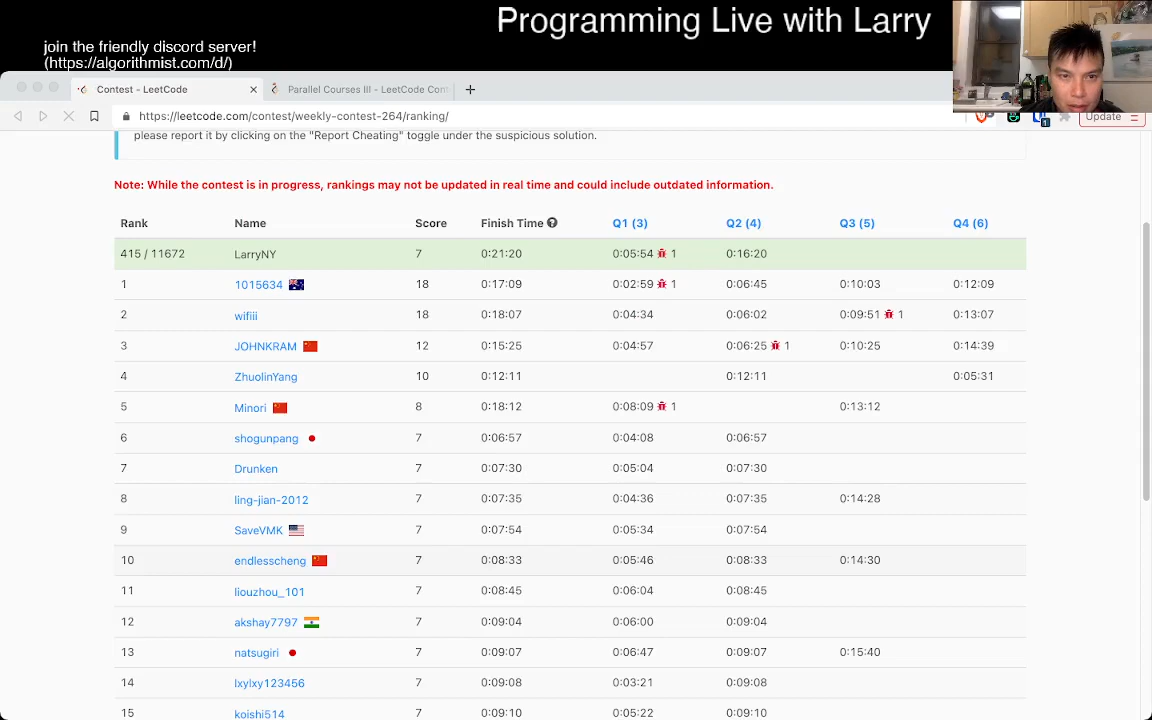 Programming Live with Larry
join the friendly discord server!
(https://algorithmist.com/d/)
Contest - LeetCode
Parallel Courses III - LeetCode Con
https://leetcode.com/contest/weekly-contest-264/ranking/
Update
please report it by clicking on the "Report Cheating" toggle under the suspicious solution.
Note: While the contest is in progress, rankings may not be updated in real time and could include outdated information.
Rank Name Score Finish Time Q1 (3) Q2 (4) Q3 (5) Q4 (6)
415 / 11672 LarryNY 7 0:21:20 0:05:54 1 0:16:20
1 1015634 18 0:17:09 0:02:59 1 0:06:45 0:10:03 0:12:09
2 wifiii 18 0:18:07 0:04:34 0:06:02 0:09:51 1 0:13:07
3 JOHNKRAM 12 0:15:25 0:04:57 0:06:25 1 0:10:25 0:14:39
4 ZhuolinYang 10 0:12:11 0:12:11 0:05:31
5 Minori 8 0:18:12 0:08:09 1 0:13:12
6 shogunpang 7 0:06:57 0:04:08 0:06:57
7 Drunken 7 0:07:30 0:05:04 0:07:30
8 ling-jian-2012 7 0:07:35 0:04:36 0:07:35 0:14:28
9 SaveVMK 7 0:07:54 0:05:34 0:07:54
10 endlesscheng 7 0:08:33 0:05:46 0:08:33 0:14:30
11 liouzhou_101 7 0:08:45 0:06:04 0:08:45
12 akshay7797 7 0:09:04 0:06:00 0:09:04
13 natsugiri 7 0:09:07 0:06:47 0:09:07 0:15:40
14 lxylxy123456 7 0:09:08 0:03:21 0:09:08
15 koishi514 7 0:09:10 0:05:22 0:09:10